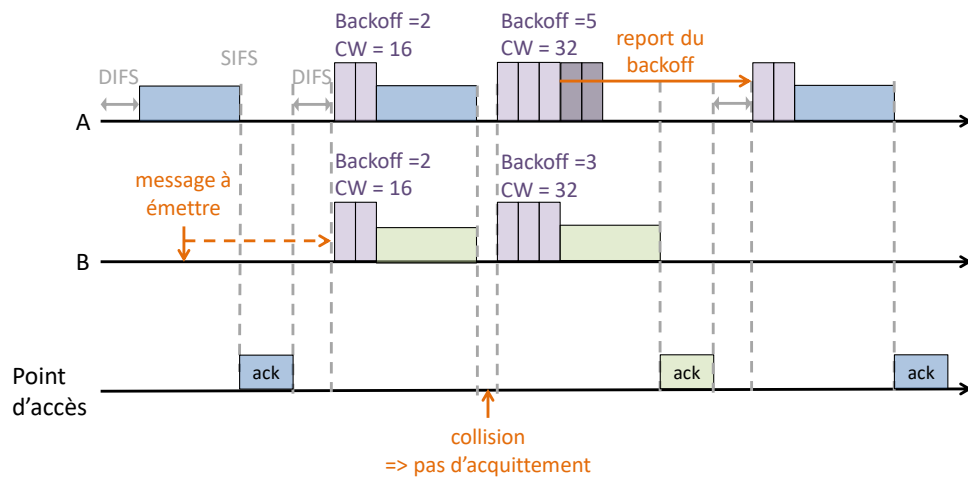 Backoff =2
CW = 16
Backoff =5
CW = 32
report du
backoff
DIFS
SIFS
DIFS
A
Backoff =2
CW = 16
Backoff =3
CW = 32
message à
émettre
B
ack
ack
ack
Point
d'accès
collision
=> pas d'acquittement